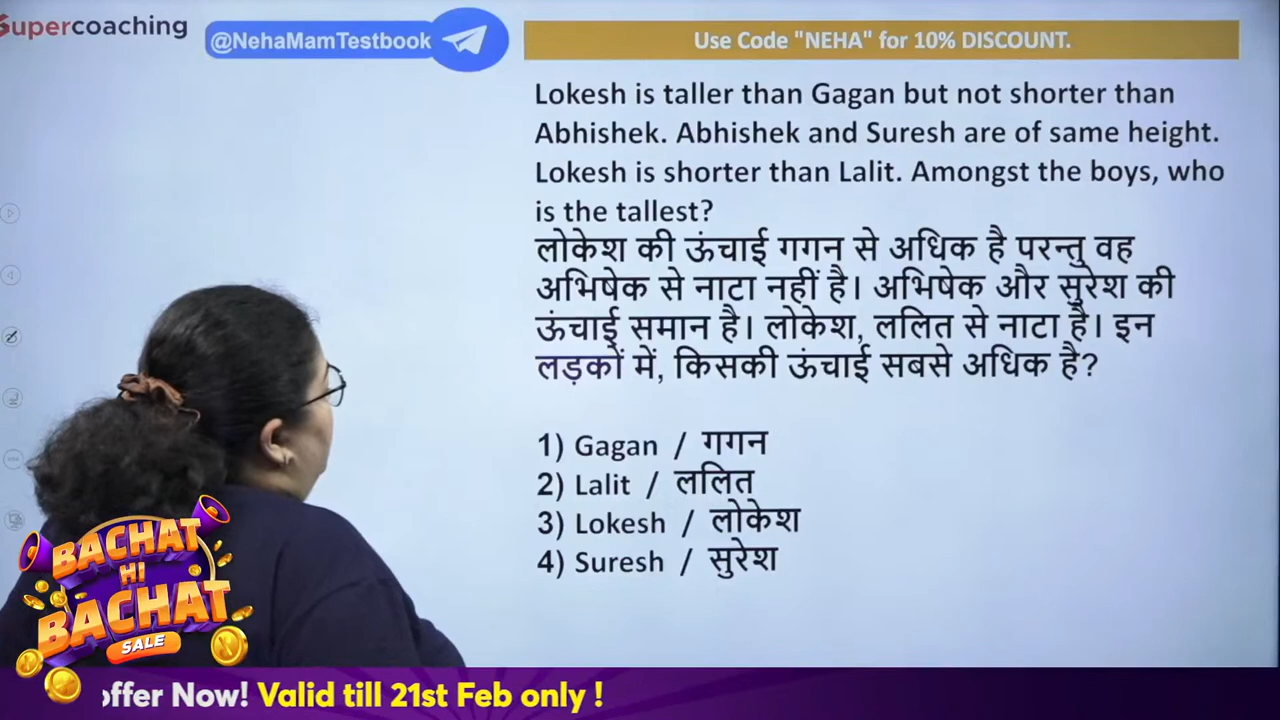 Supercoaching
@NehaMamTestbook
Use Code "NEHA" for 10% DISCOUNT.
Lokesh is taller than Gagan but not shorter than
Abhishek. Abhishek and Suresh are of same height.
Lokesh is shorter than Lalit. Amongst the boys, who
is the tallest?
लोकेश की ऊंचाई गगन से अधिक है परन्तु वह
अभिषेक से नाटा नहीं है। अभिषेक और सुरेश की
ऊंचाई समान है। लोकेश, ललित से नाटा है। इन
लड़कों में, किसकी ऊंचाई सबसे अधिक है?
1) Gagan / गगन
2) Lalit / ललित
3) Lokesh / लोकेश
4) Suresh / सुरेश
BACHAT
HI
BACHAT
SALE
offer Now! Valid till 21st Feb only !